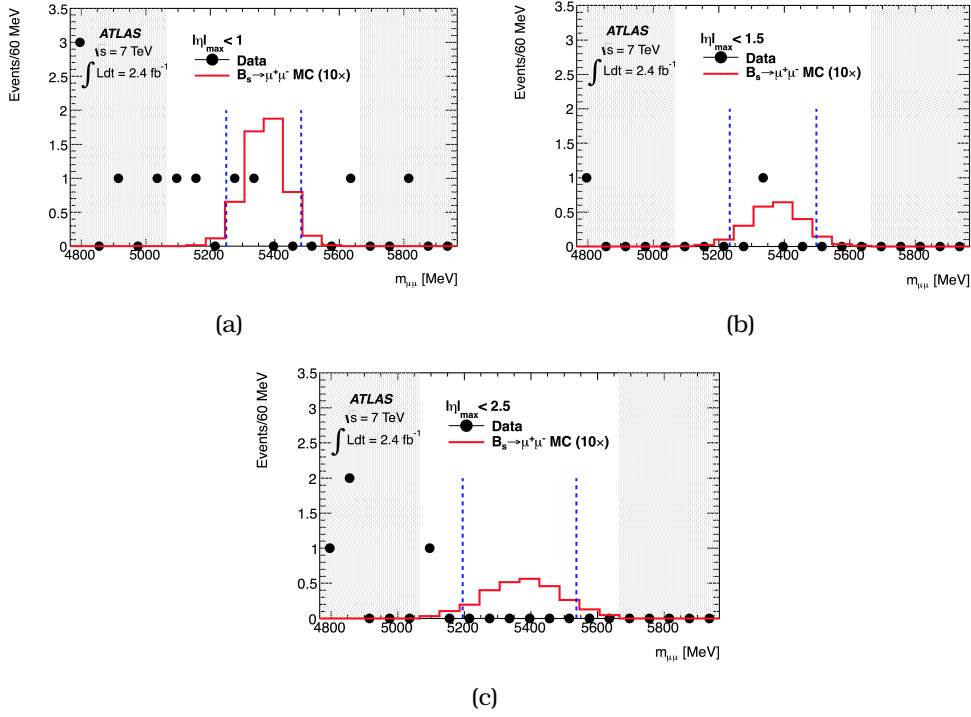 Events/60 MeV
3.5
3
2.5
2
1.5
1
0.5
0
ATLAS
√s = 7 TeV
∫ Ldt = 2.4 fb⁻¹
|η|max < 1
Data
Bs→μ⁺μ⁻ MC (10×)
4800 5000 5200 5400 5600 5800
mμμ [MeV]
(a)
Events/60 MeV
3.5
3
2.5
2
1.5
1
0.5
0
ATLAS
√s = 7 TeV
∫ Ldt = 2.4 fb⁻¹
|η|max < 1.5
Data
Bs→μ⁺μ⁻ MC (10×)
4800 5000 5200 5400 5600 5800
mμμ [MeV]
(b)
Events/60 MeV
3.5
3
2.5
2
1.5
1
0.5
0
ATLAS
√s = 7 TeV
∫ Ldt = 2.4 fb⁻¹
|η|max < 2.5
Data
Bs→μ⁺μ⁻ MC (10×)
4800 5000 5200 5400 5600 5800
mμμ [MeV]
(c)